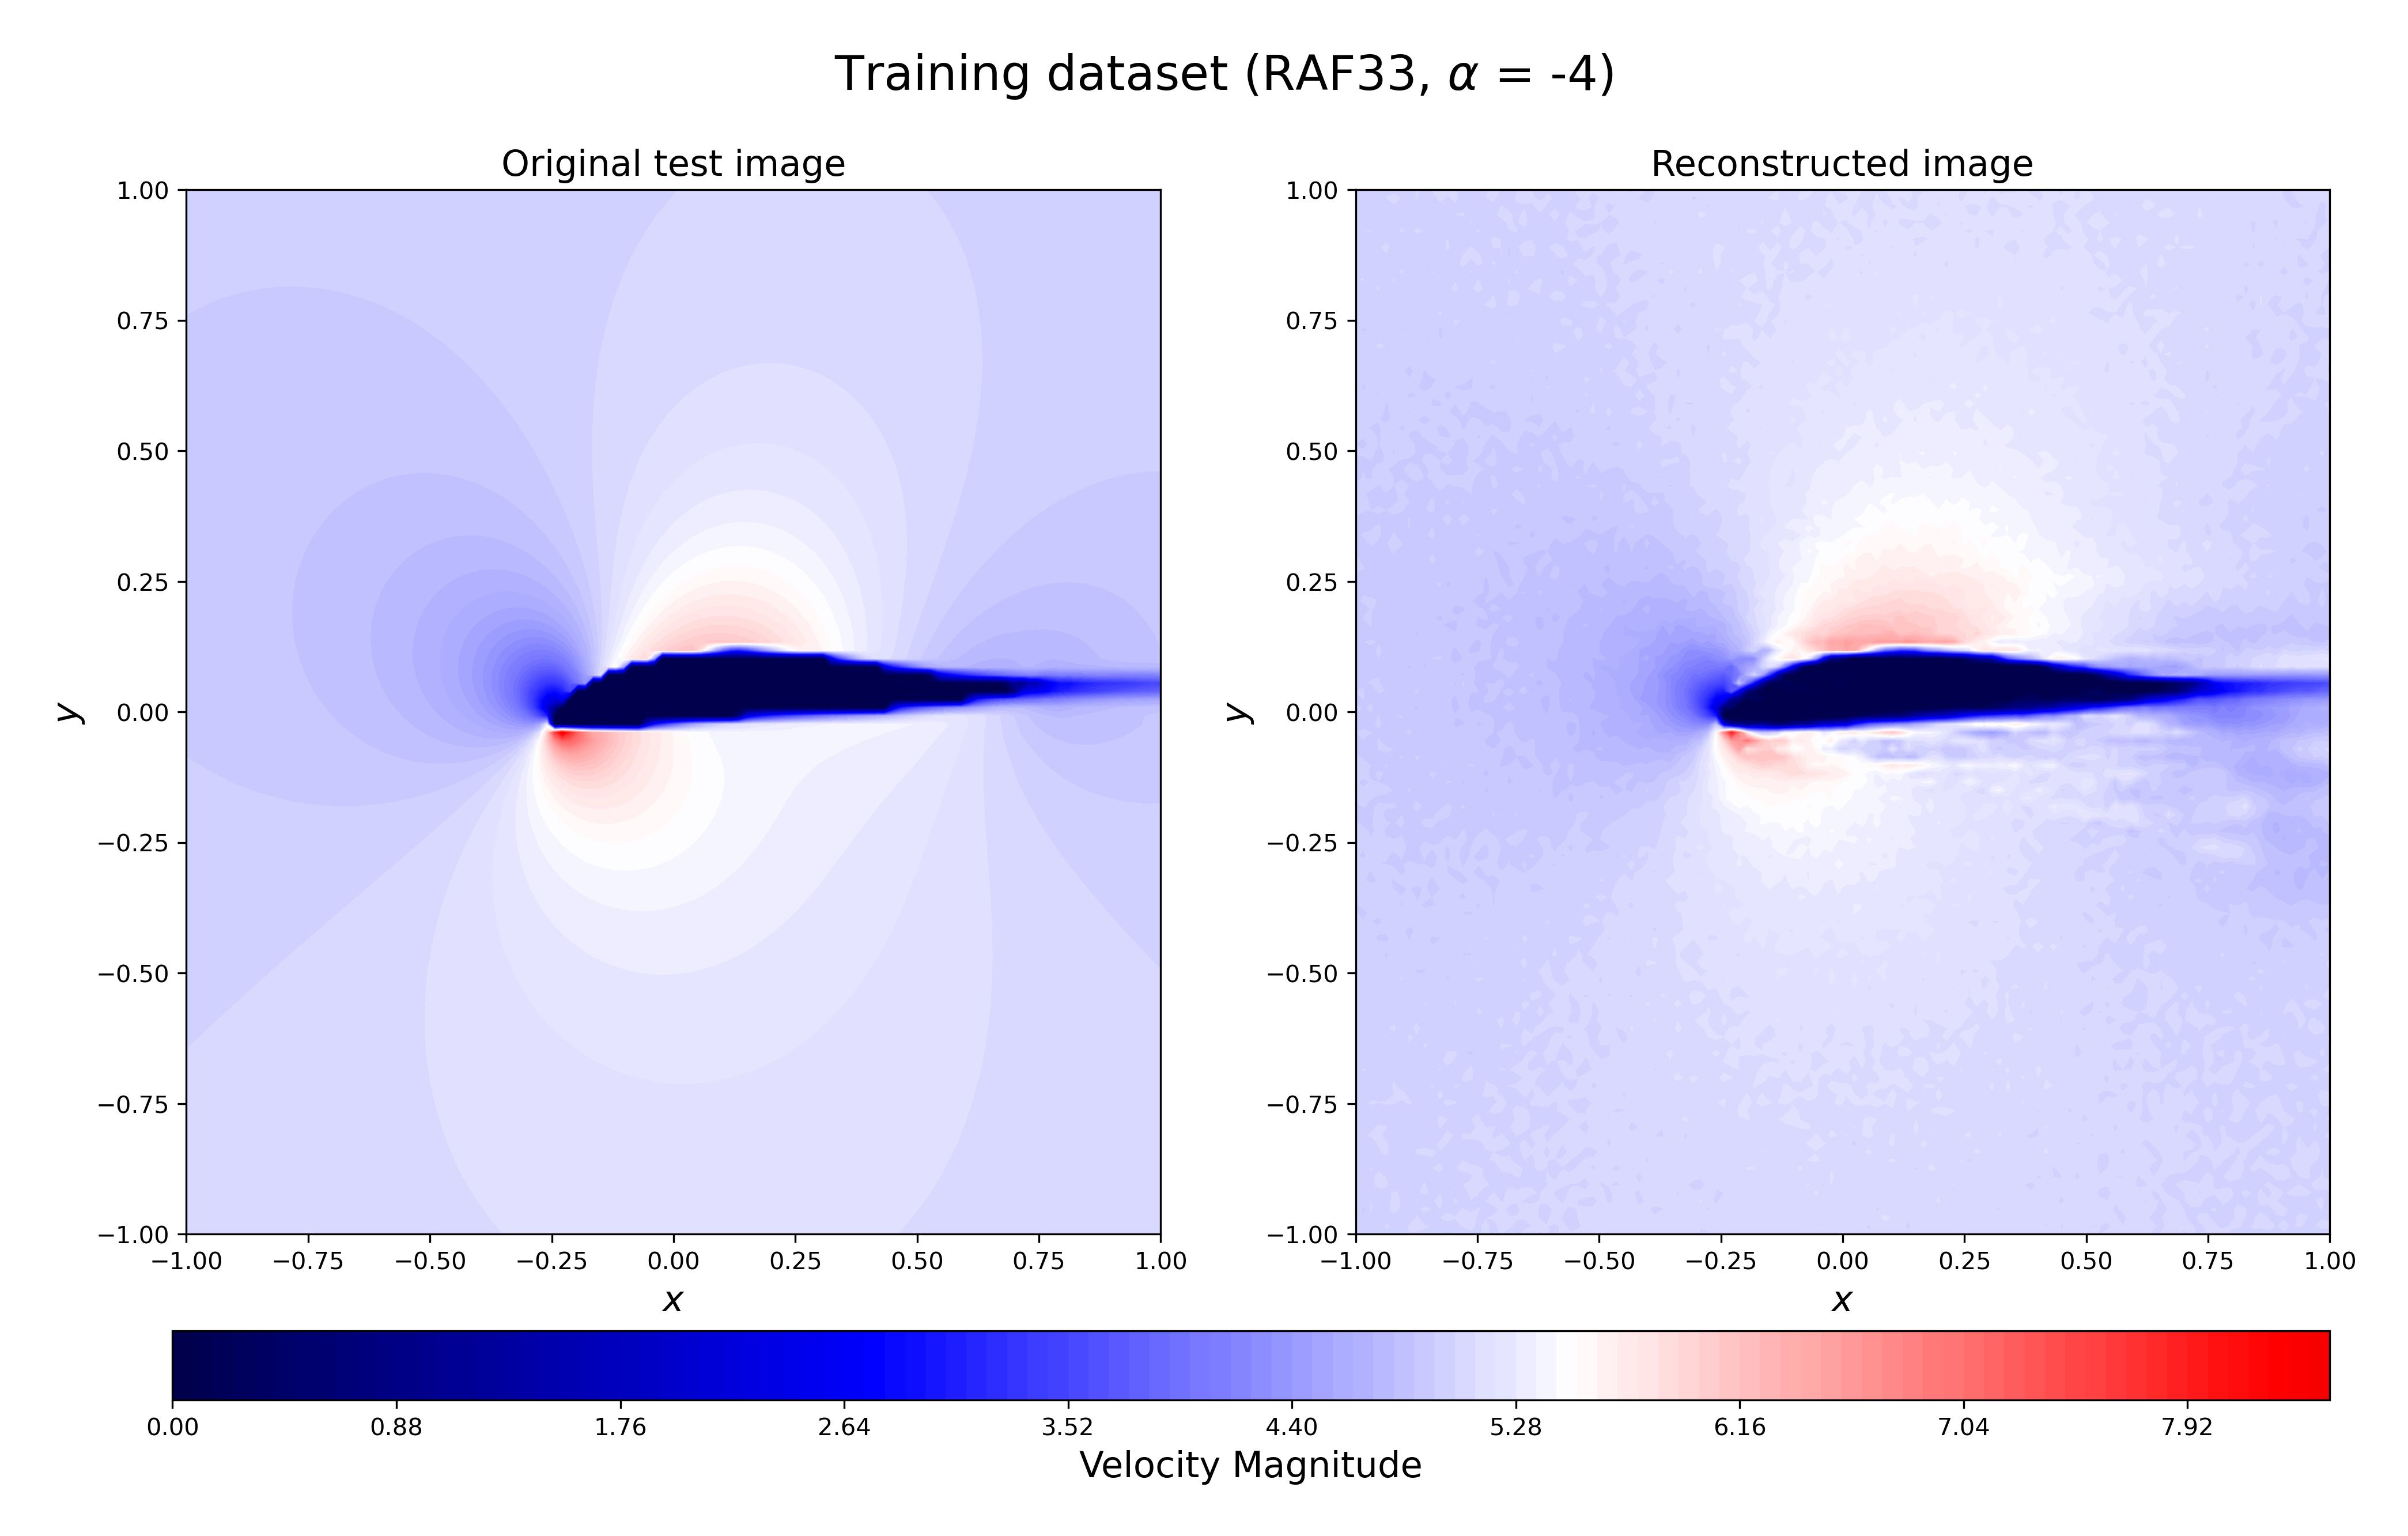 Training dataset (RAF33, α = -4)
Original test image
Reconstructed image
1.00
0.75
0.50
0.25
0.00
−0.25
−0.50
−0.75
−1.00
y
−1.00 −0.75 −0.50 −0.25 0.00 0.25 0.50 0.75 1.00
x
1.00
0.75
0.50
0.25
0.00
−0.25
−0.50
−0.75
−1.00
y
−1.00 −0.75 −0.50 −0.25 0.00 0.25 0.50 0.75 1.00
x
0.00 0.88 1.76 2.64 3.52 4.40 5.28 6.16 7.04 7.92
Velocity Magnitude